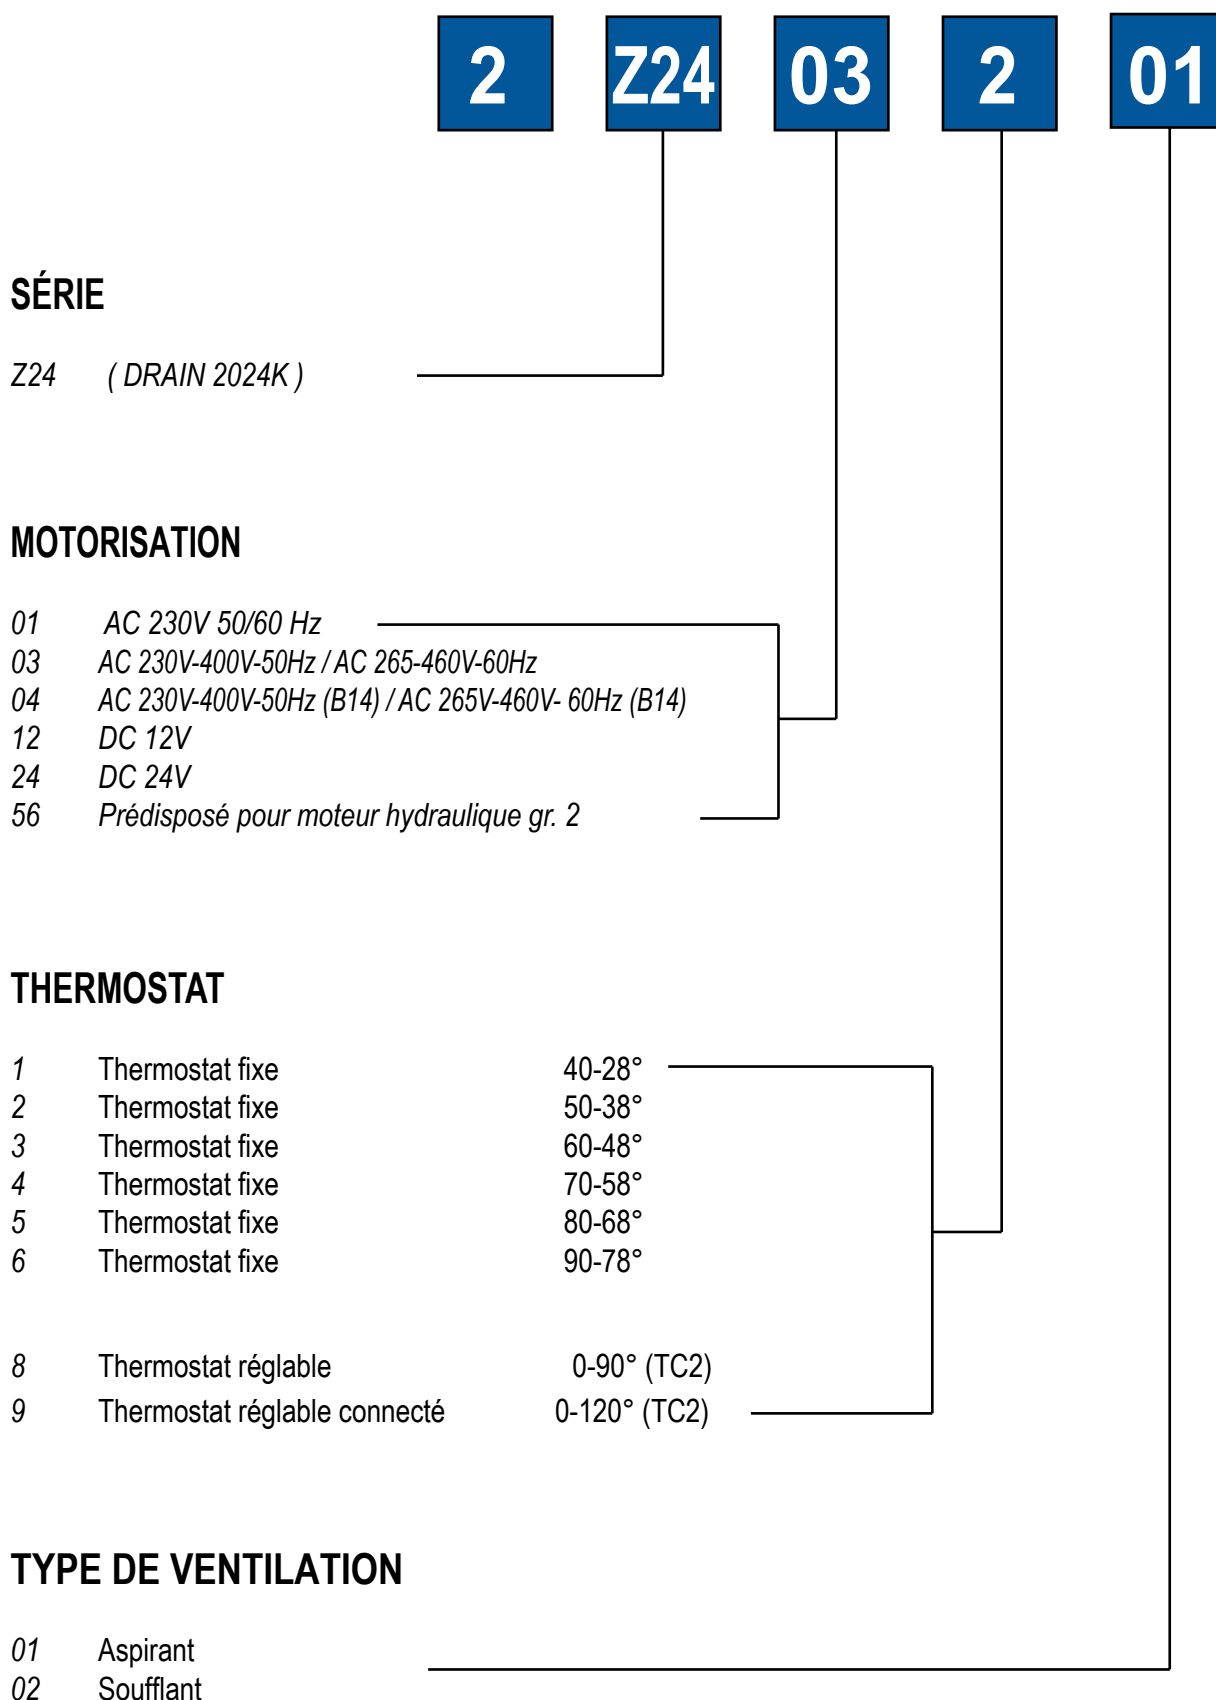 2 Z24 03 2 01
SÉRIE
Z24 ( DRAIN 2024K )
MOTORISATION
01 AC 230V 50/60 Hz
03 AC 230V-400V-50Hz / AC 265-460V-60Hz
04 AC 230V-400V-50Hz (B14) / AC 265V-460V- 60Hz (B14)
12 DC 12V
24 DC 24V
56 Prédisposé pour moteur hydraulique gr. 2
THERMOSTAT
1 Thermostat fixe 40-28°
2 Thermostat fixe 50-38°
3 Thermostat fixe 60-48°
4 Thermostat fixe 70-58°
5 Thermostat fixe 80-68°
6 Thermostat fixe 90-78°
8 Thermostat réglable 0-90° (TC2)
9 Thermostat réglable connecté 0-120° (TC2)
TYPE DE VENTILATION
01 Aspirant
02 Soufflant